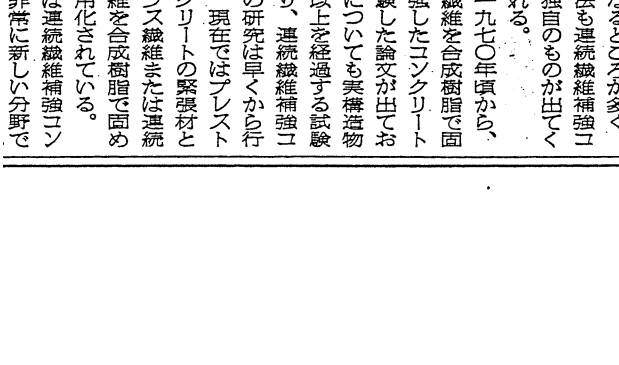 なるところが多く
法も連続繊維補強コ
独自のものが出てく
れる。
一九七〇年頃から、
繊維を合成樹脂で固
強したコンクリート
験した論文が出てお
についても実構造物
以上を経過する試験
り、連続繊維補強コ
の研究は早くから行
現在ではプレスト
クリートの緊張材と
ラス繊維または連続
維を合成樹脂で固め
用化されている。
は連続繊維補強コン
非常に新しい分野で